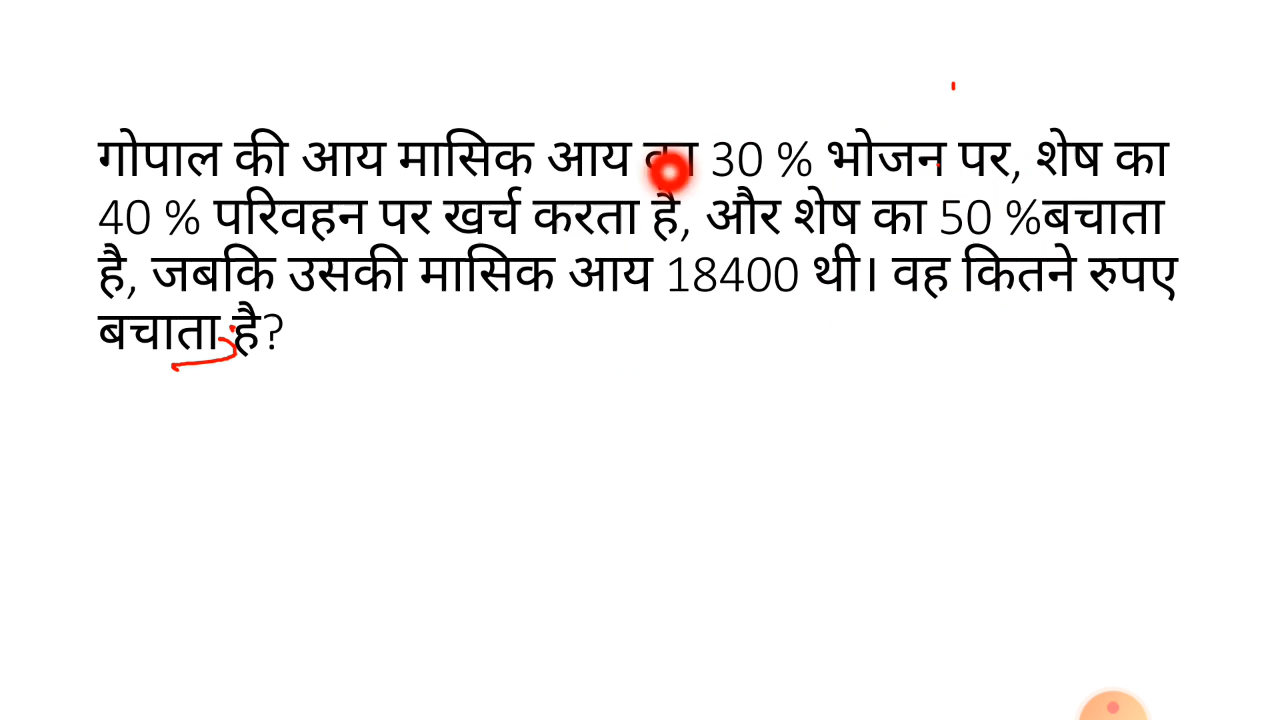 गोपाल की आय मासिक आय का 30 % भोजन पर, शेष का
40 % परिवहन पर खर्च करता है, और शेष का 50 %बचाता
है, जबकि उसकी मासिक आय 18400 थी। वह कितने रुपए
बचाता है?